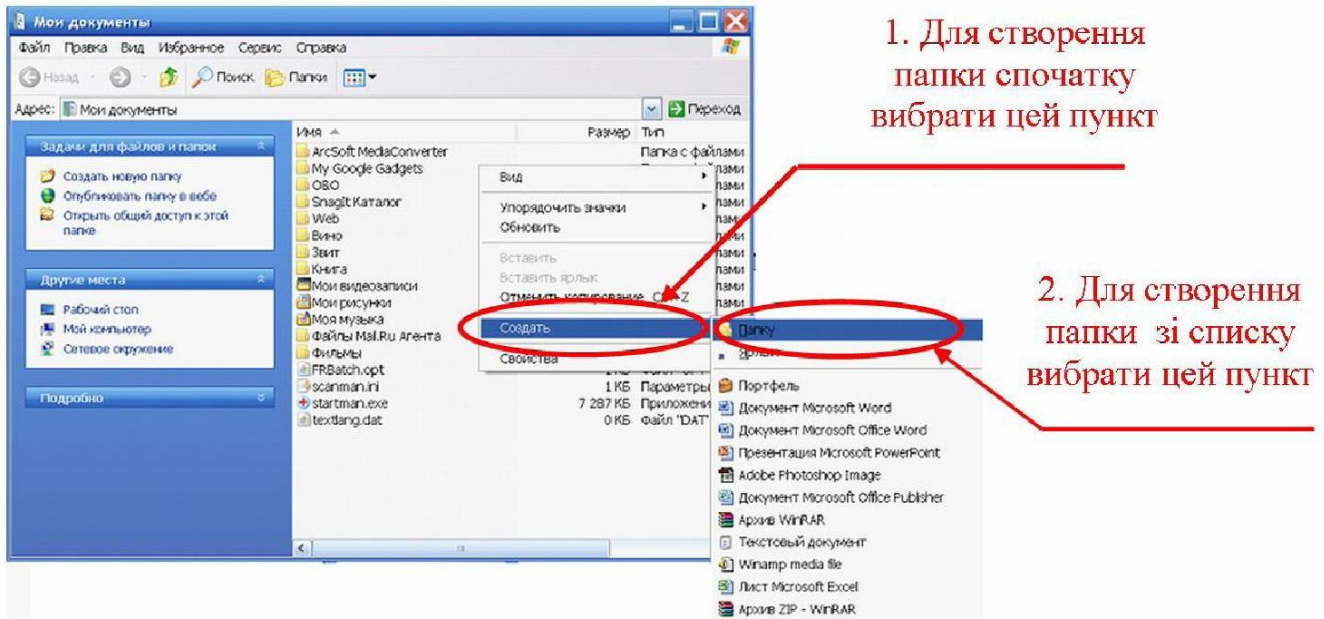 Мои документы
Файл Правка Вид Избранное Сервис Справка
Назад Поиск Папки
Адрес: Мои документы Переход
Задачи для файлов и папок
Создать новую папку
Опубликовать папку в вебе
Открыть общий доступ к этой
папке
Другие места
Рабочий стол
Мой компьютер
Сетевое окружение
Подробно
Имя Размер Тип
ArcSoft MediaConverter Папка с файлами
My Google Gadgets
O&O
SnagIt Каталог
Web
Вино
Звит
Книга
Мои видеозаписи
Мои рисунки
Моя музыка
Файлы Mail.Ru Агента
Фильмы
FRBatch.opt
scanman.ini 1 КБ Параметры
startman.exe 7 287 КБ Приложени
textlang.dat 0 КБ Файл "DAT"
Вид
Упорядочить значки
Обновить
Вставить
Вставить ярлык
Отменить копирование
Создать
Свойства
Папку
Портфель
Документ Microsoft Word
Документ Microsoft Office Word
Презентация Microsoft PowerPoint
Adobe Photoshop Image
Документ Microsoft Office Publisher
Архив WinRAR
Текстовый документ
Winamp media file
Лист Microsoft Excel
Архив ZIP - WinRAR
1. Для створення
папки спочатку
вибрати цей пункт
2. Для створення
папки зі списку
вибрати цей пункт